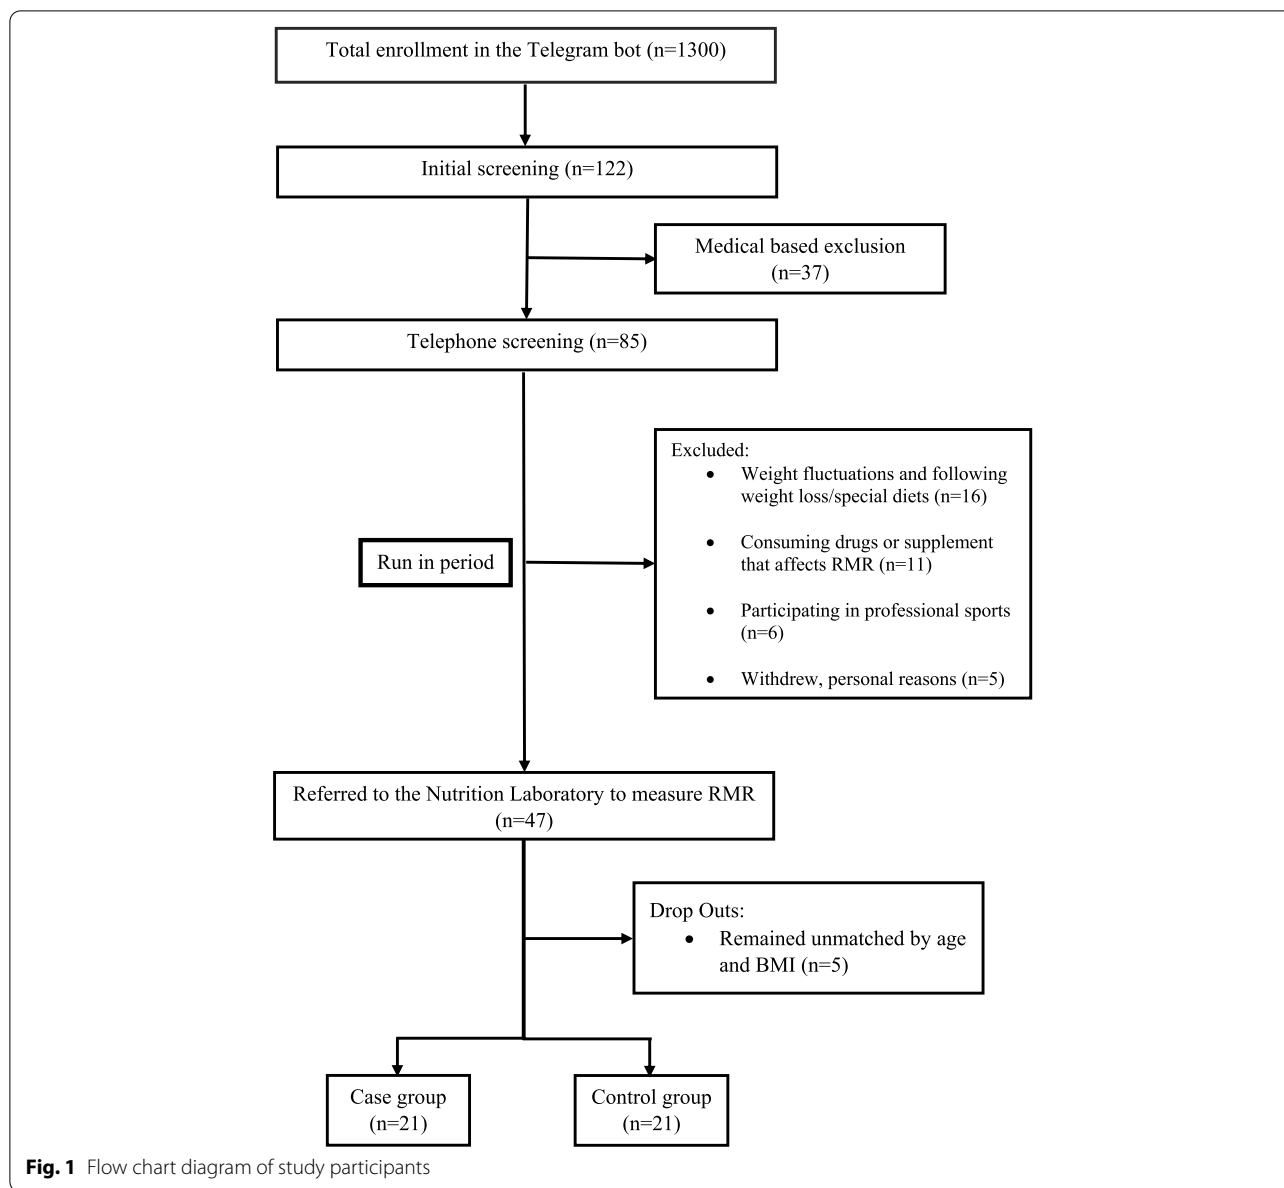 Total enrollment in the Telegram bot (n=1300)
Initial screening (n=122)
Medical based exclusion
(n=37)
Telephone screening (n=85)
Excluded:
• Weight fluctuations and following
weight loss/special diets (n=16)
• Consuming drugs or supplement
that affects RMR (n=11)
• Participating in professional sports
(n=6)
• Withdrew, personal reasons (n=5)
Run in period
Referred to the Nutrition Laboratory to measure RMR
(n=47)
Drop Outs:
• Remained unmatched by age
and BMI (n=5)
Case group
(n=21)
Control group
(n=21)
Fig. 1 Flow chart diagram of study participants